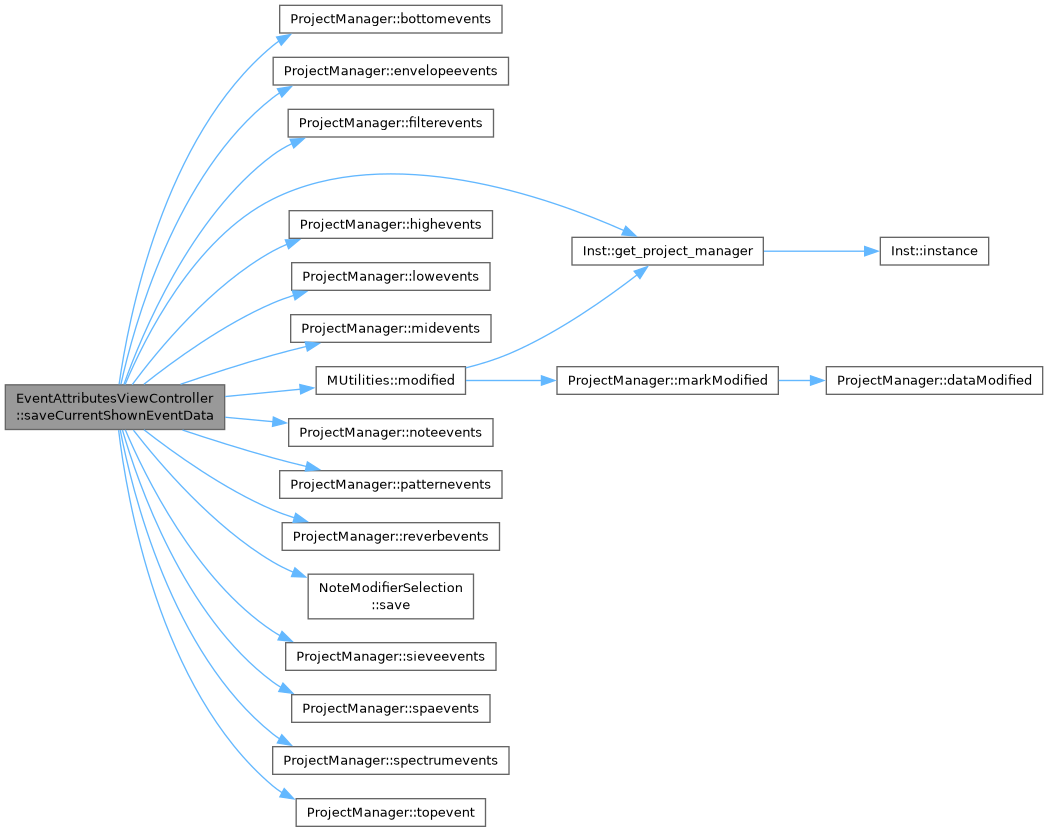 ProjectManager::bottomevents
ProjectManager::envelopeevents
ProjectManager::filterevents
ProjectManager::highevents
Inst::get_project_manager
Inst::instance
ProjectManager::lowevents
ProjectManager::midevents
MUtilities::modified
ProjectManager::markModified
ProjectManager::dataModified
EventAttributesViewController
::saveCurrentShownEventData
ProjectManager::noteevents
ProjectManager::patternevents
ProjectManager::reverbevents
NoteModifierSelection
::save
ProjectManager::sieveevents
ProjectManager::spaevents
ProjectManager::spectrumevents
ProjectManager::topevent